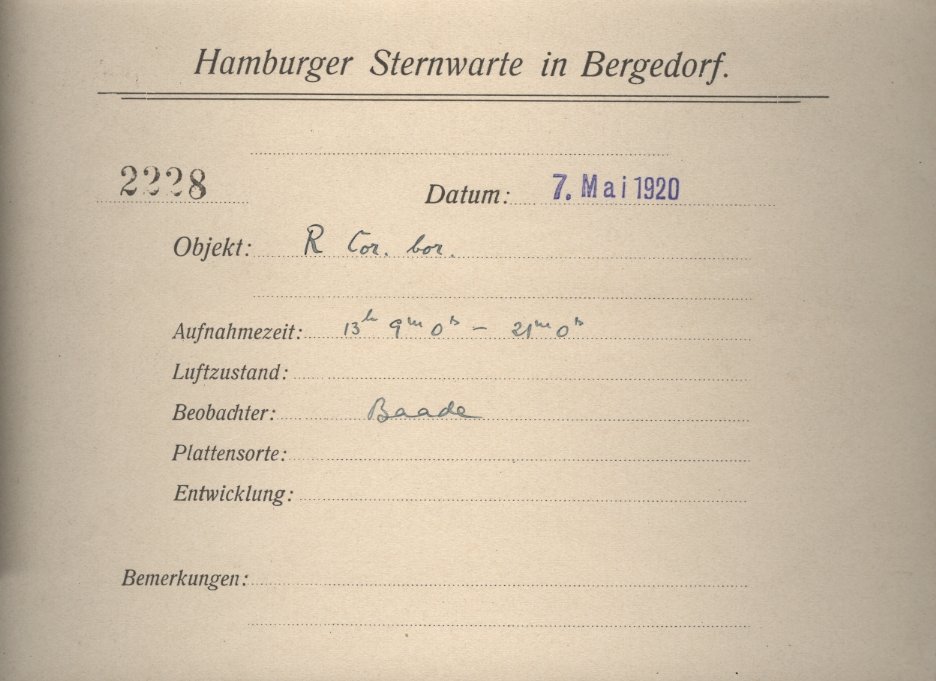 Hamburger Sternwarte in Bergedorf.
2228 Datum: 7. Mai 1920
Objekt: R Cor. bor.
Aufnahmezeit: 13h 9m 0s – 21m 0s
Luftzustand:
Beobachter: Baade
Plattensorte:
Entwicklung:
Bemerkungen: